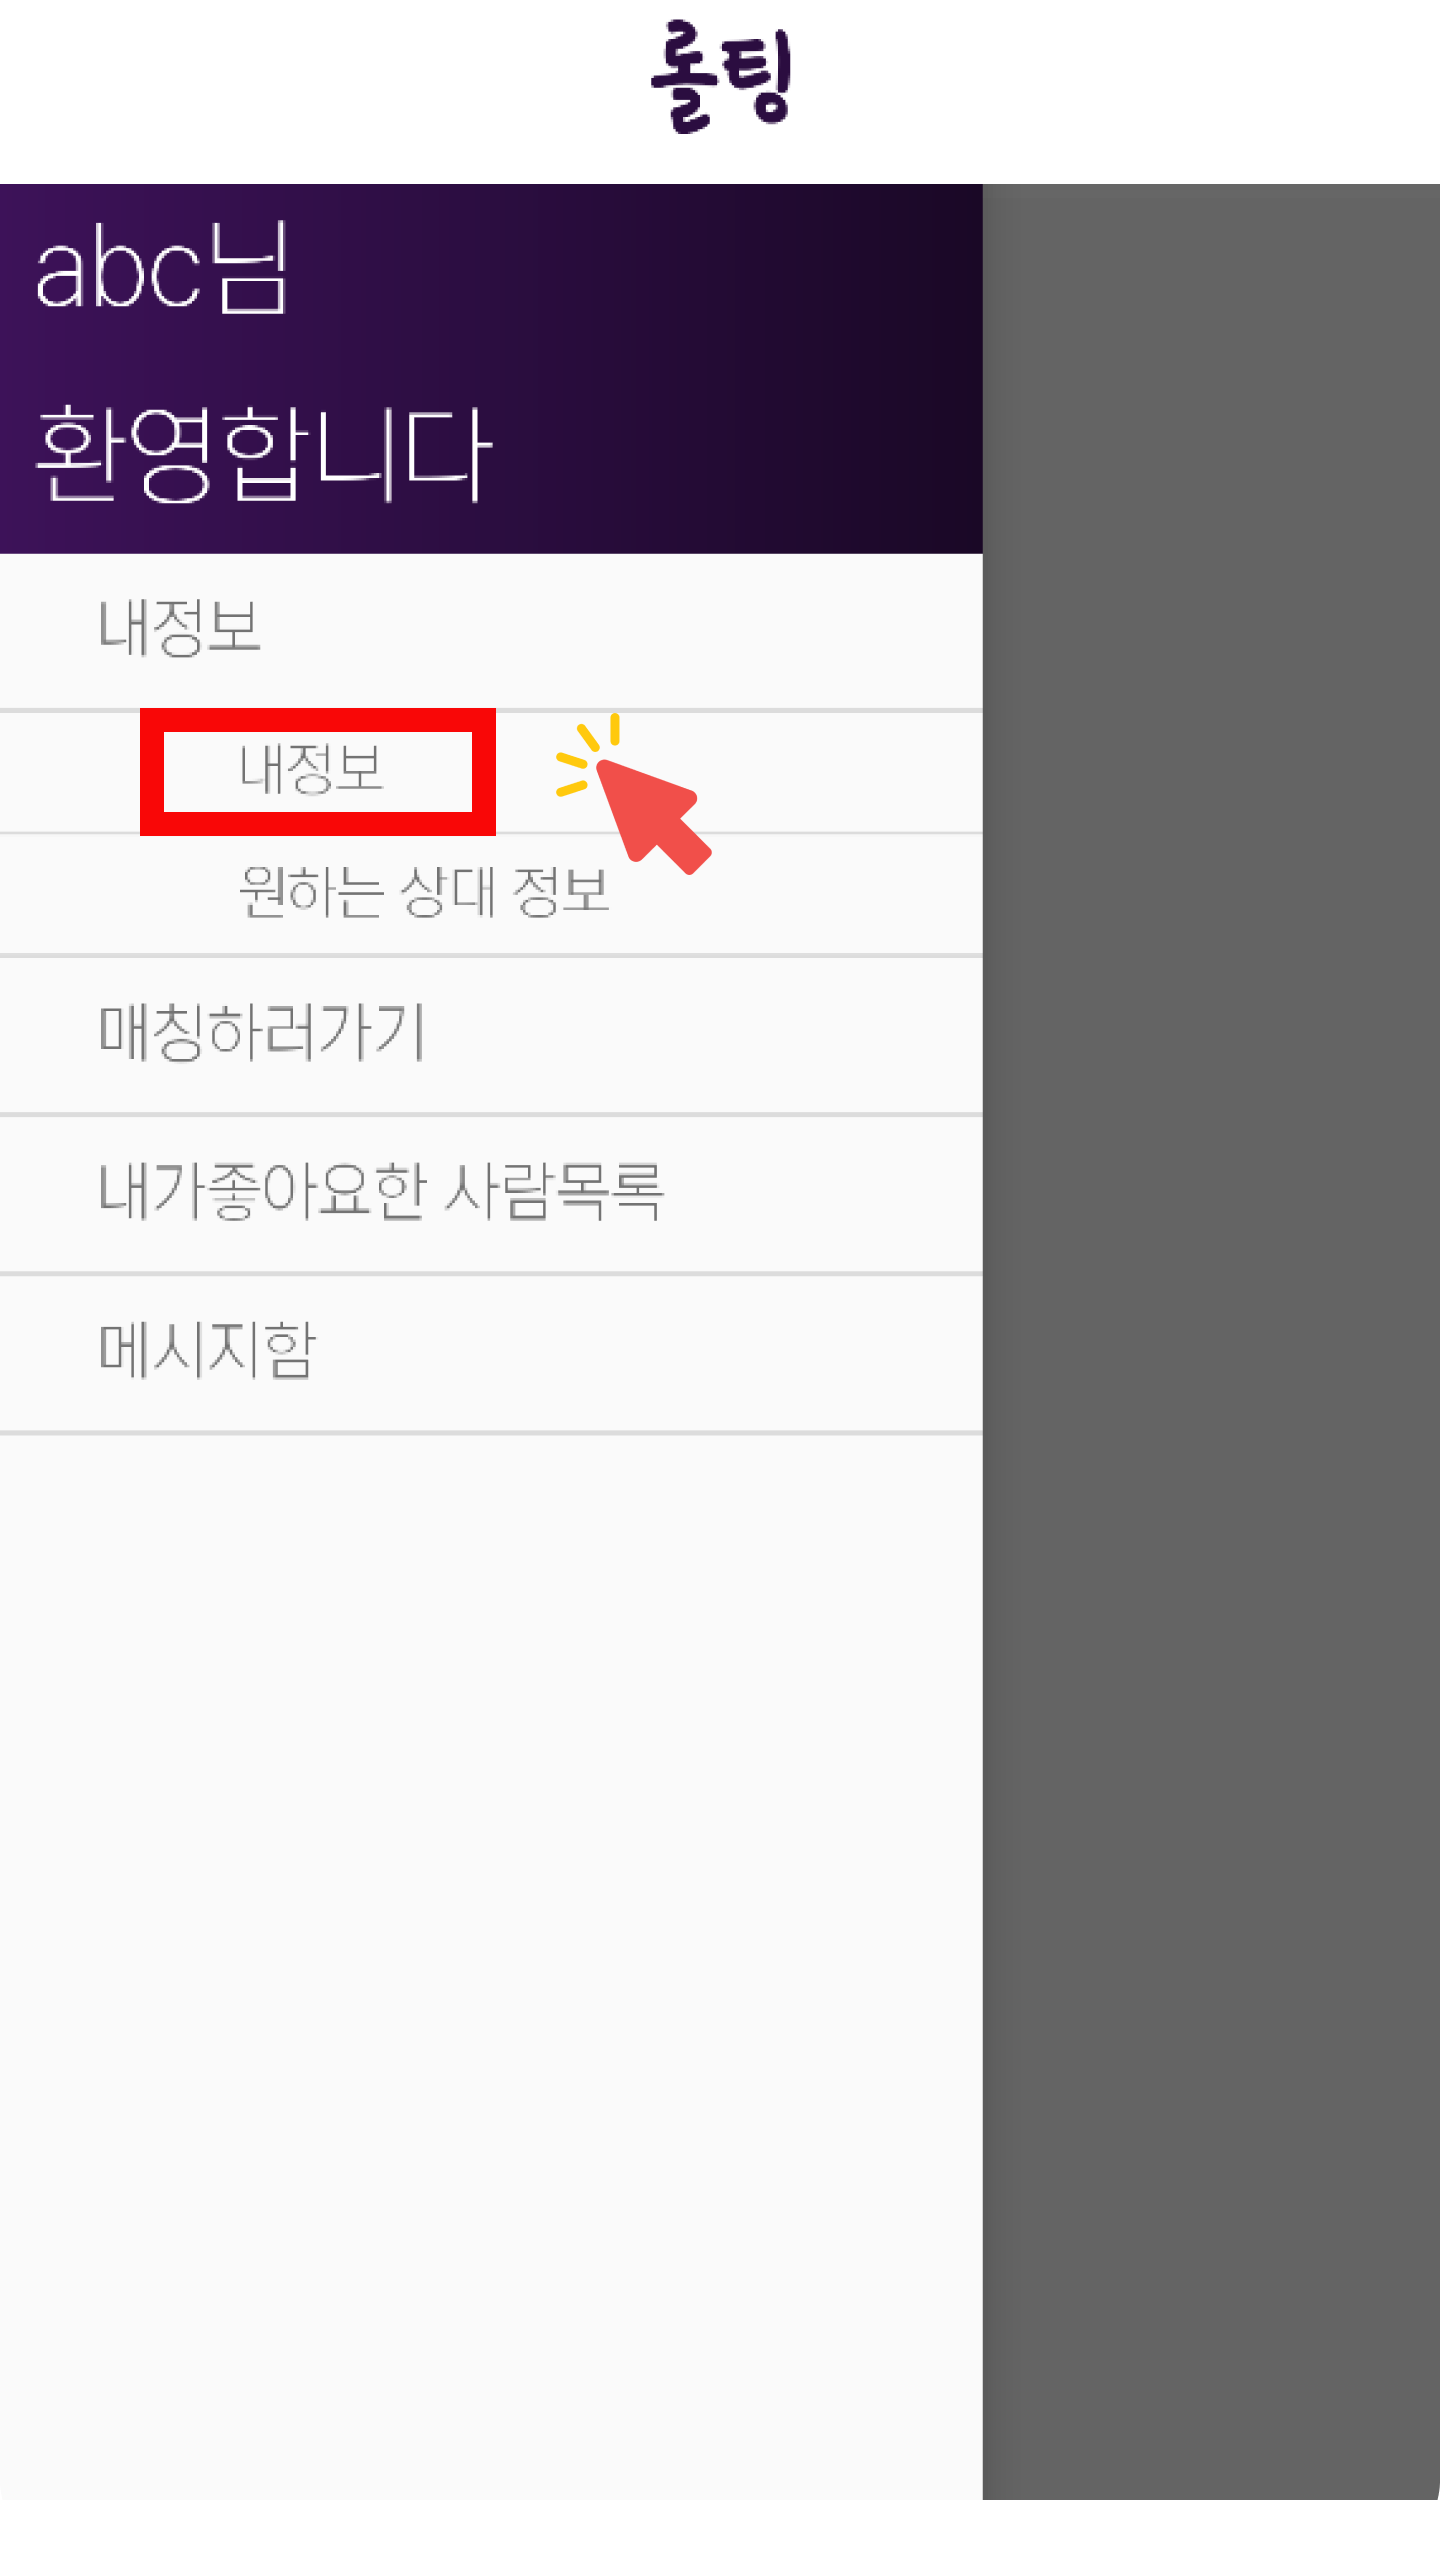 롤팅
abc님
환영합니다
내정보
내정보
원하는 상대 정보
매칭하러가기
내가좋아요한 사람목록
메시지함